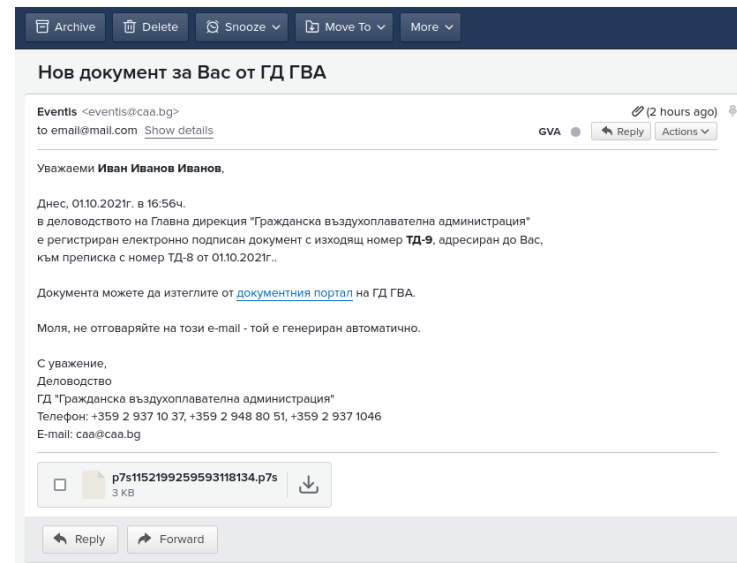 Archive Delete Snooze Move To More
Нов документ за Вас от ГД ГВА
Eventis <eventis@caa.bg> (2 hours ago)
to email@mail.com Show details GVA Reply Actions
Уважаеми Иван Иванов Иванов,
Днес, 01.10.2021г. в 16:56ч.
в деловодството на Главна дирекция "Гражданска въздухоплавателна администрация"
е регистриран електронно подписан документ с изходящ номер ТД-9, адресиран до Вас,
към преписка с номер ТД-8 от 01.10.2021г..
Документа можете да изтеглите от документния портал на ГД ГВА.
Моля, не отговаряйте на този e-mail - той е генериран автоматично.
С уважение,
Деловодство
ГД "Гражданска въздухоплавателна администрация"
Телефон: +359 2 937 10 37, +359 2 948 80 51, +359 2 937 1046
E-mail: caa@caa.bg
p7s1152199259593118134.p7s
3 KB
Reply Forward